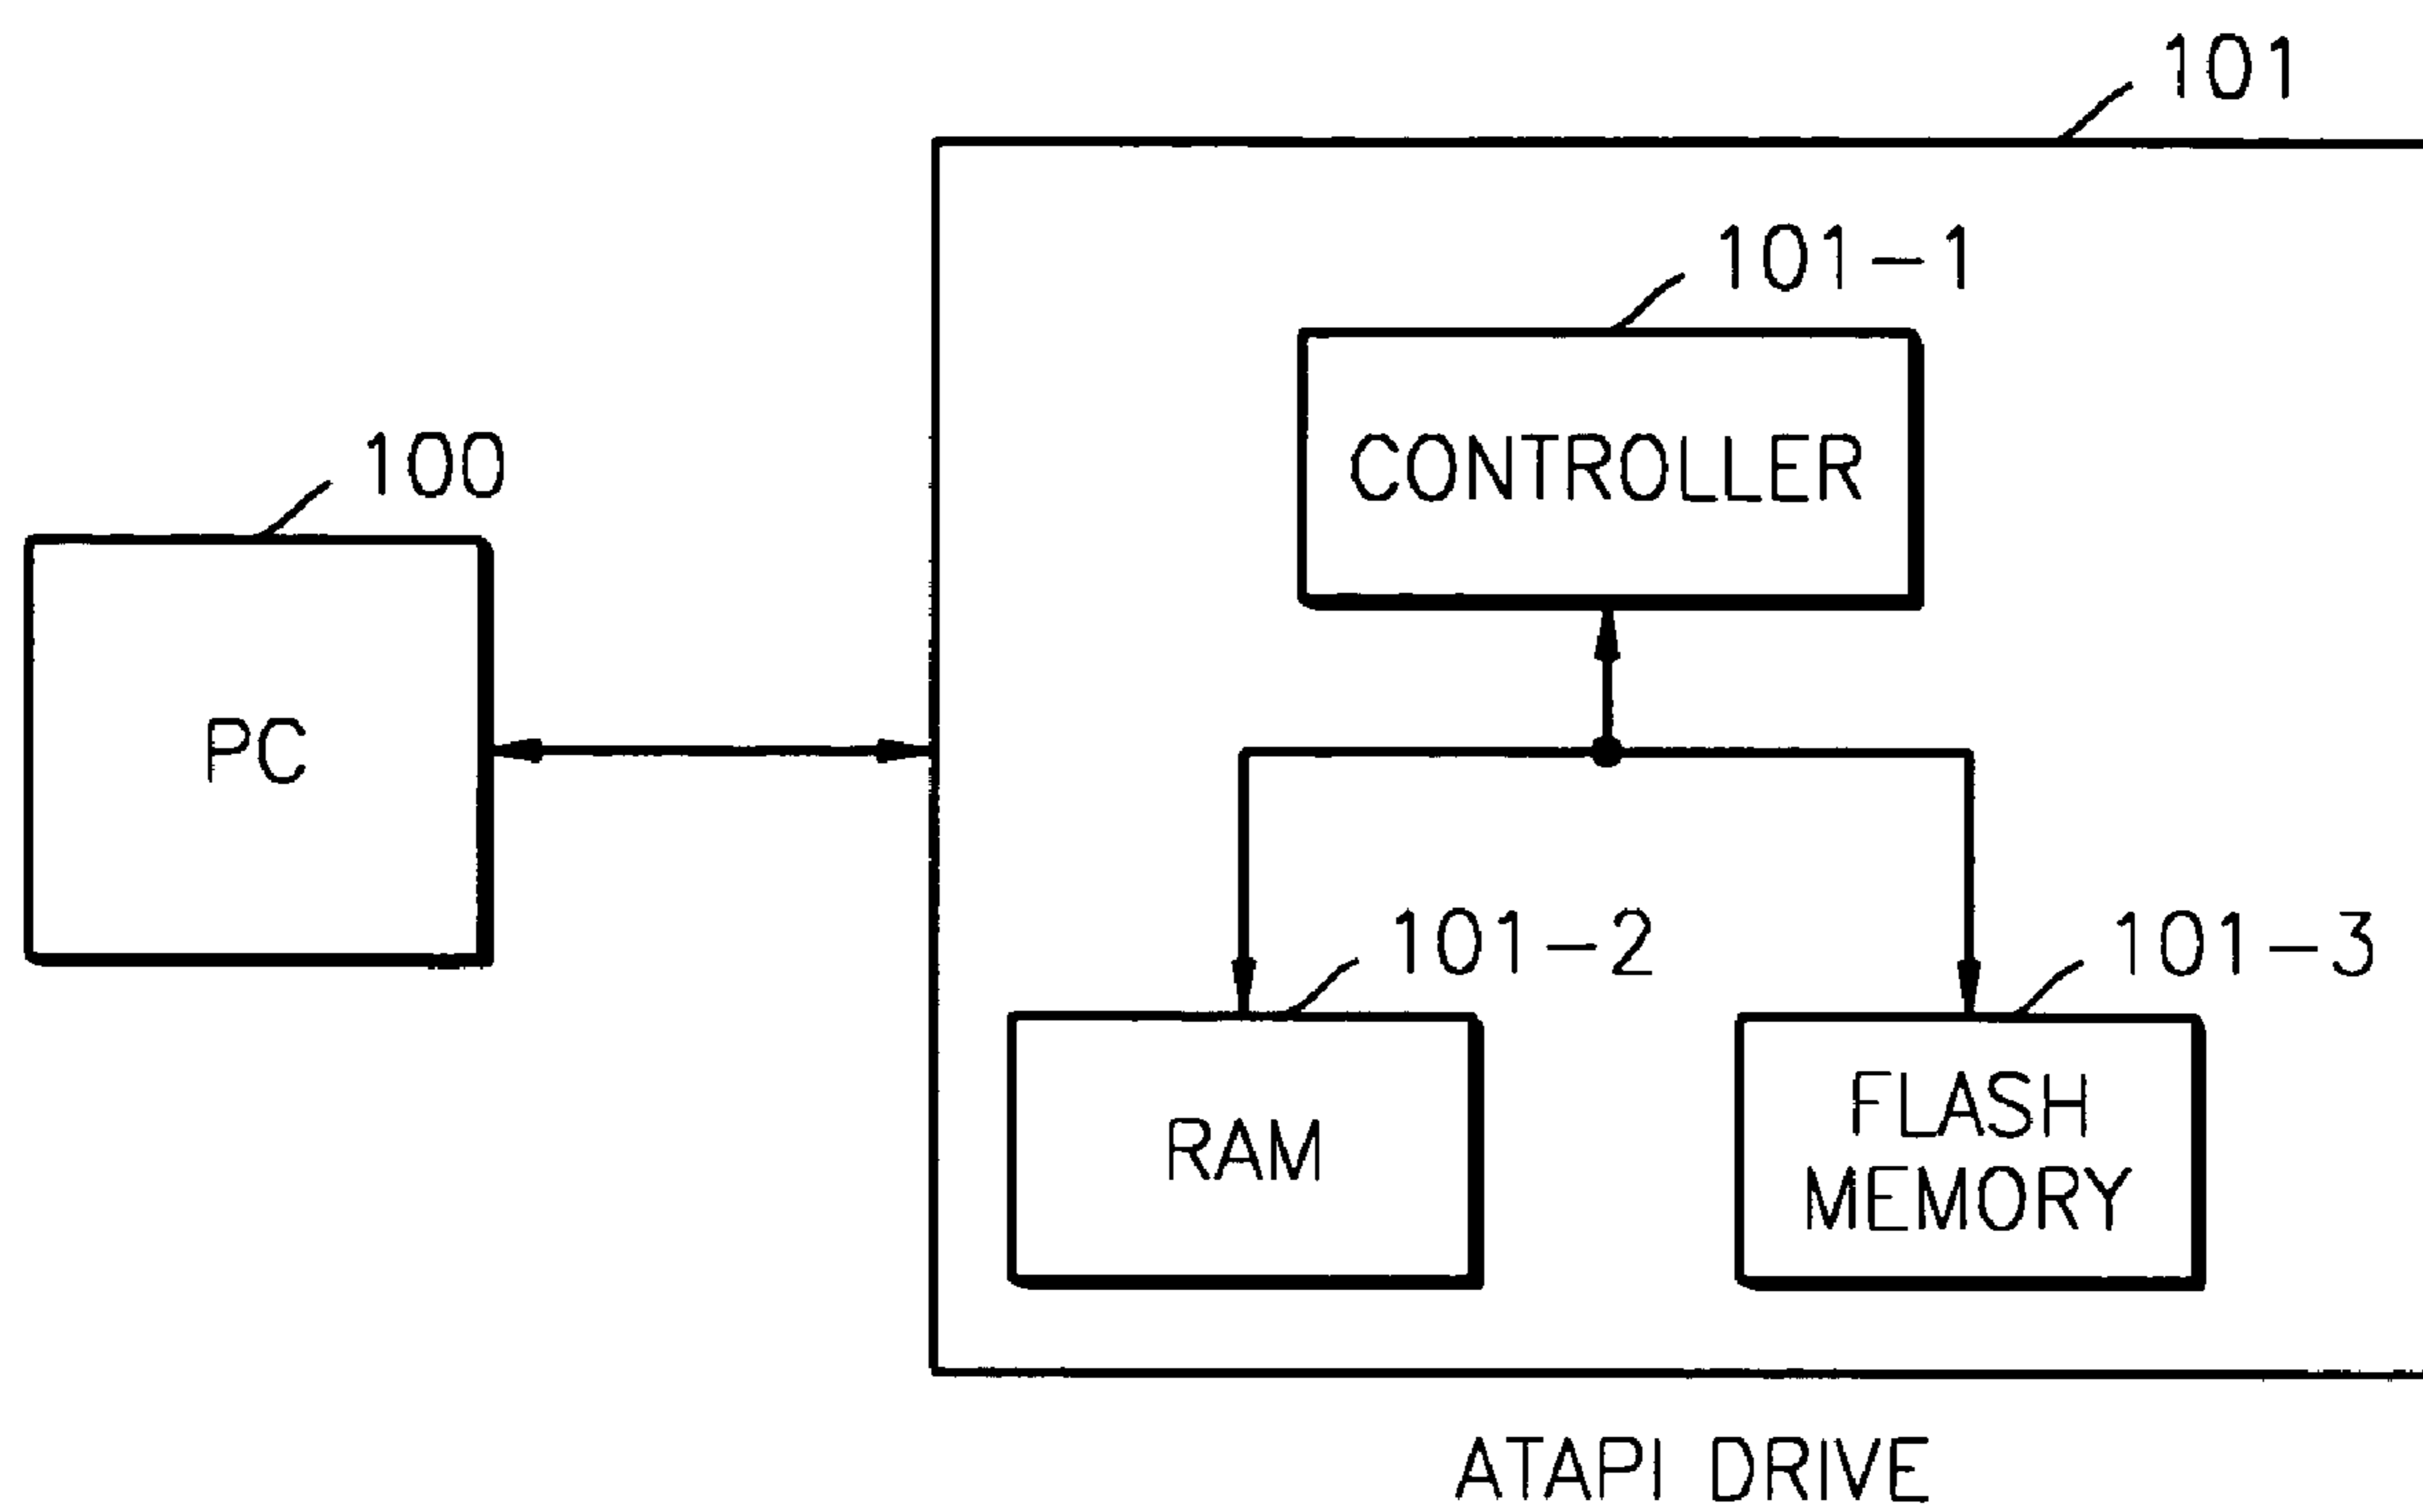 101
101-1
CONTROLLER
100
PC
101-2
101-3
RAM
FLASH
MEMORY
ATAPI DRIVE